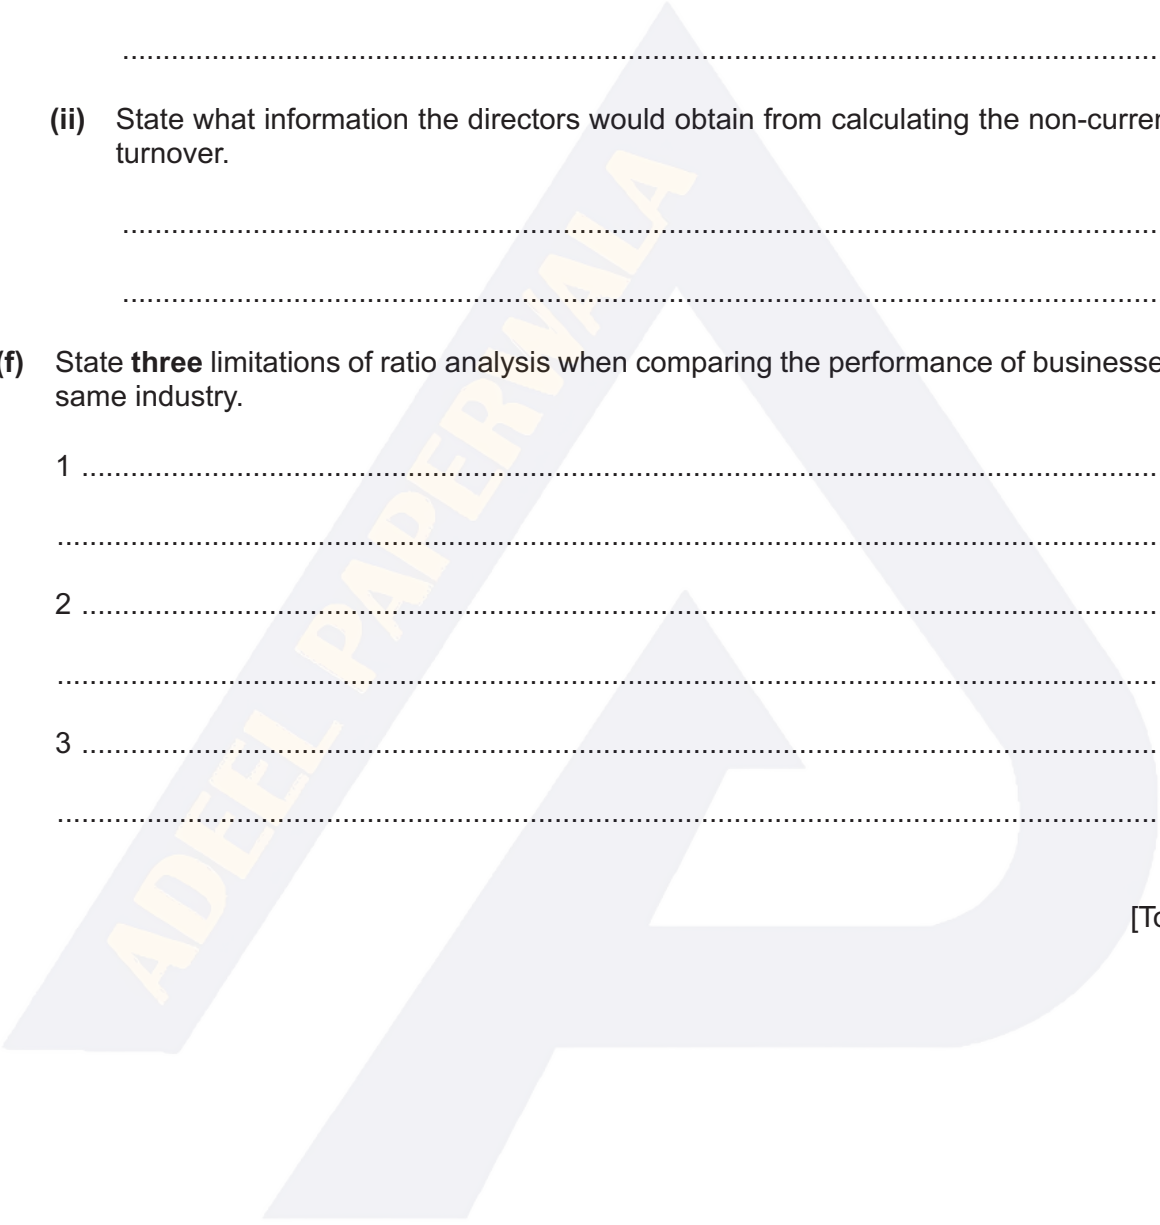 (ii) State what information the directors would obtain from calculating the non-curren
turnover.
(f) State three limitations of ratio analysis when comparing the performance of businesse
same industry.
1 ........................................................................
2 ........................................................................
3 ........................................................................
[To
ADEEL PAPERWALA